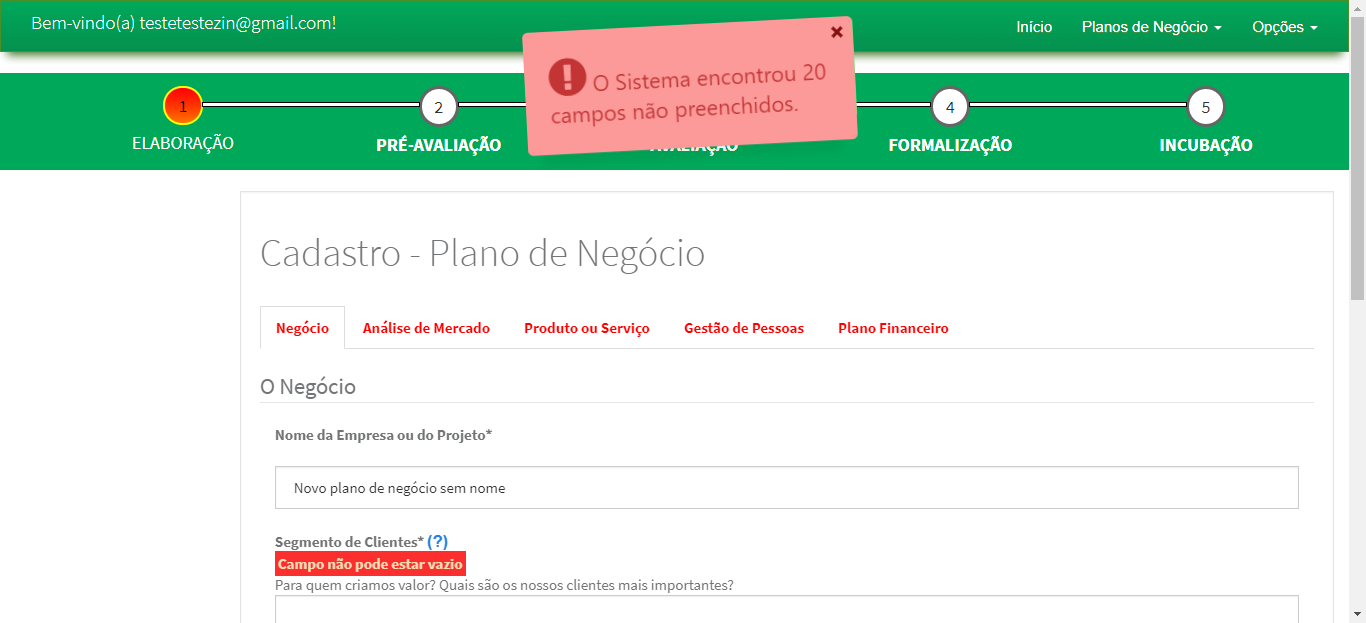 Bem-vindo(a) testetestezin@gmail.com!
Início
Planos de Negócio
Opções
O Sistema encontrou 20
campos não preenchidos.
1
2
4
5
ELABORAÇÃO
PRÉ-AVALIAÇÃO
AVALIAÇÃO
FORMALIZAÇÃO
INCUBAÇÃO
Cadastro - Plano de Negócio
Negócio
Análise de Mercado
Produto ou Serviço
Gestão de Pessoas
Plano Financeiro
O Negócio
Nome da Empresa ou do Projeto*
Novo plano de negócio sem nome
Segmento de Clientes* (?)
Campo não pode estar vazio
Para quem criamos valor? Quais são os nossos clientes mais importantes?